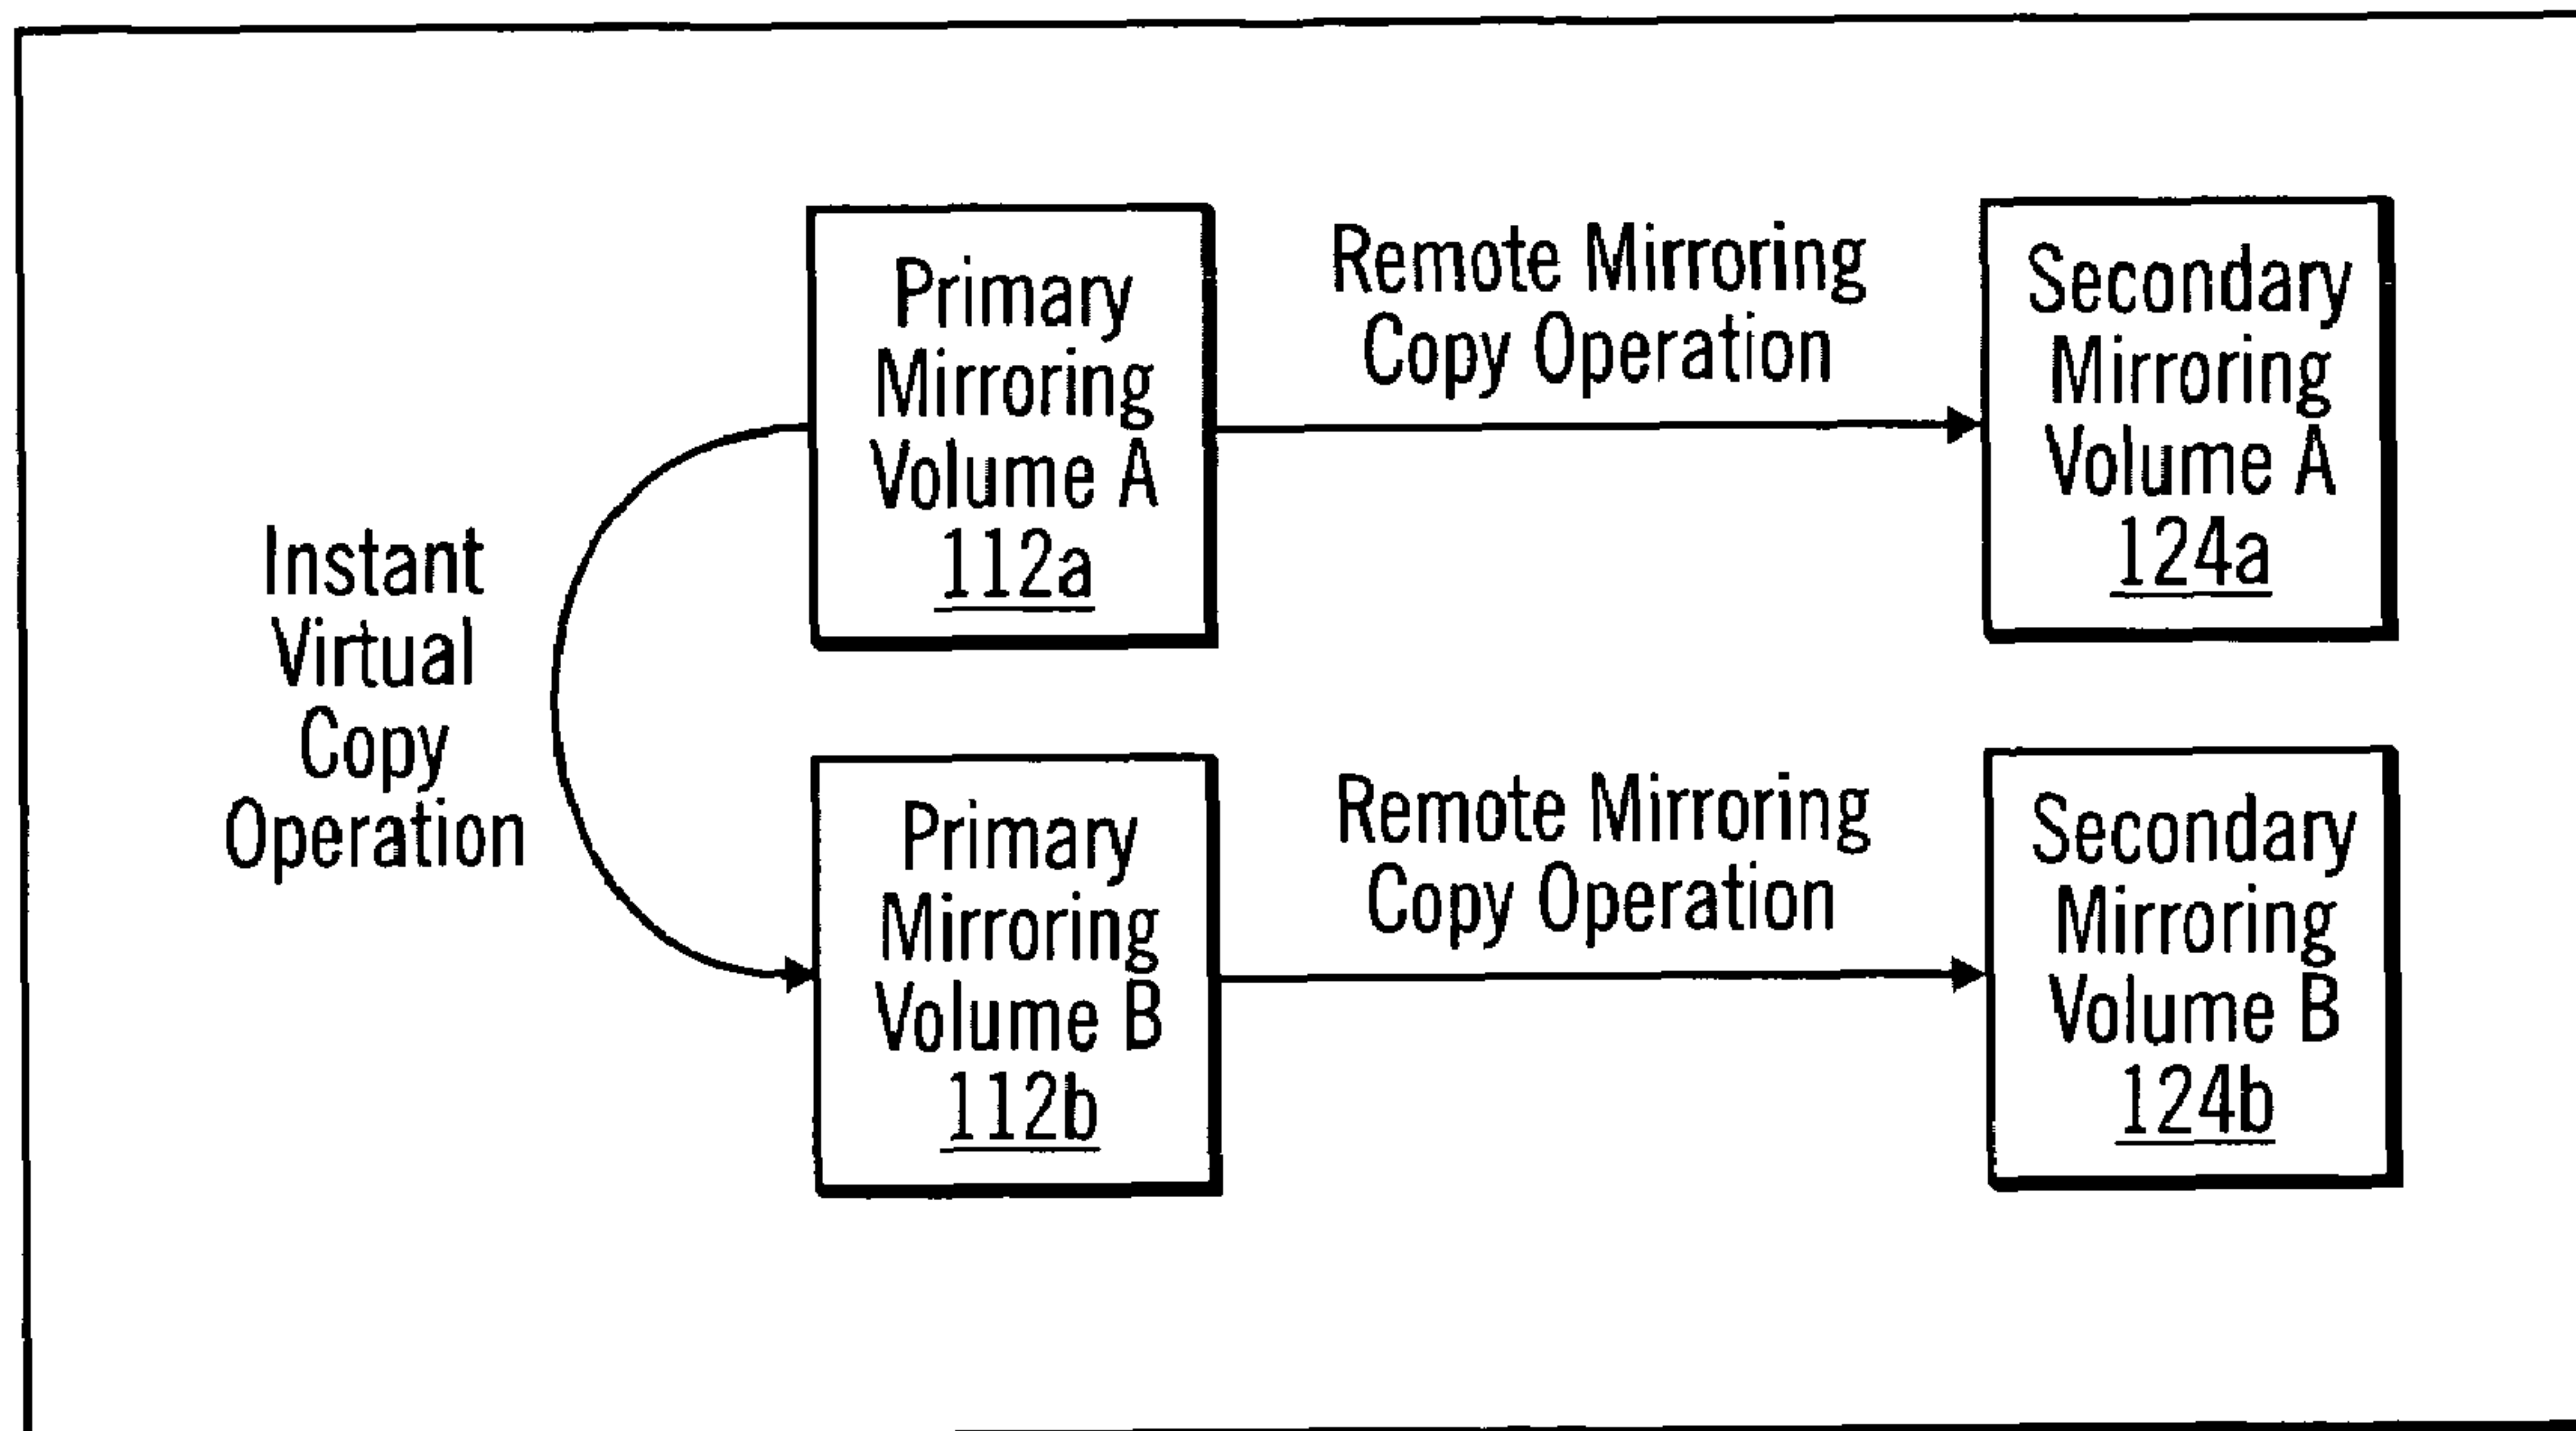 Primary
Mirroring
Volume A
112a
Remote Mirroring
Copy Operation
Secondary
Mirroring
Volume A
124a
Instant
Virtual
Copy
Operation
Primary
Mirroring
Volume B
112b
Remote Mirroring
Copy Operation
Secondary
Mirroring
Volume B
124b